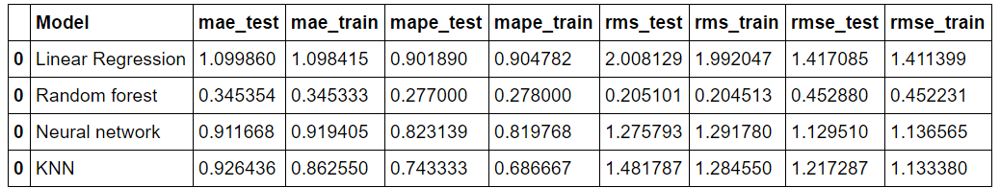 Model mae_test mae_train mape_test mape_train rms_test rms_train rmse_test rmse_train
0 Linear Regression 1.099860 1.098415 0.901890 0.904782 2.008129 1.992047 1.417085 1.411399
0 Random forest 0.345354 0.345333 0.277000 0.278000 0.205101 0.204513 0.452880 0.452231
0 Neural network 0.911668 0.919405 0.823139 0.819768 1.275793 1.291780 1.129510 1.136565
0 KNN 0.926436 0.862550 0.743333 0.686667 1.481787 1.284550 1.217287 1.133380